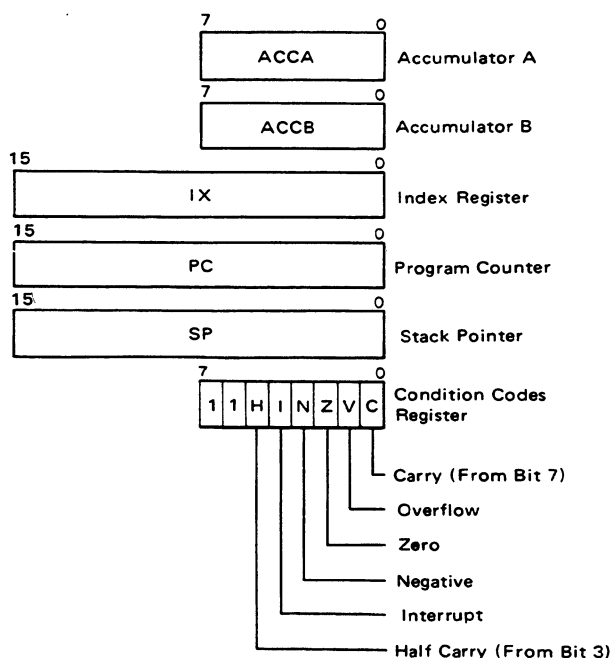 7 0
ACCA Accumulator A
7 0
ACCB Accumulator B
15 0
IX Index Register
15 0
PC Program Counter
15 0
SP Stack Pointer
7 0
1 1 H I N Z V C Condition Codes
Register
Carry (From Bit 7)
Overflow
Zero
Negative
Interrupt
Half Carry (From Bit 3)